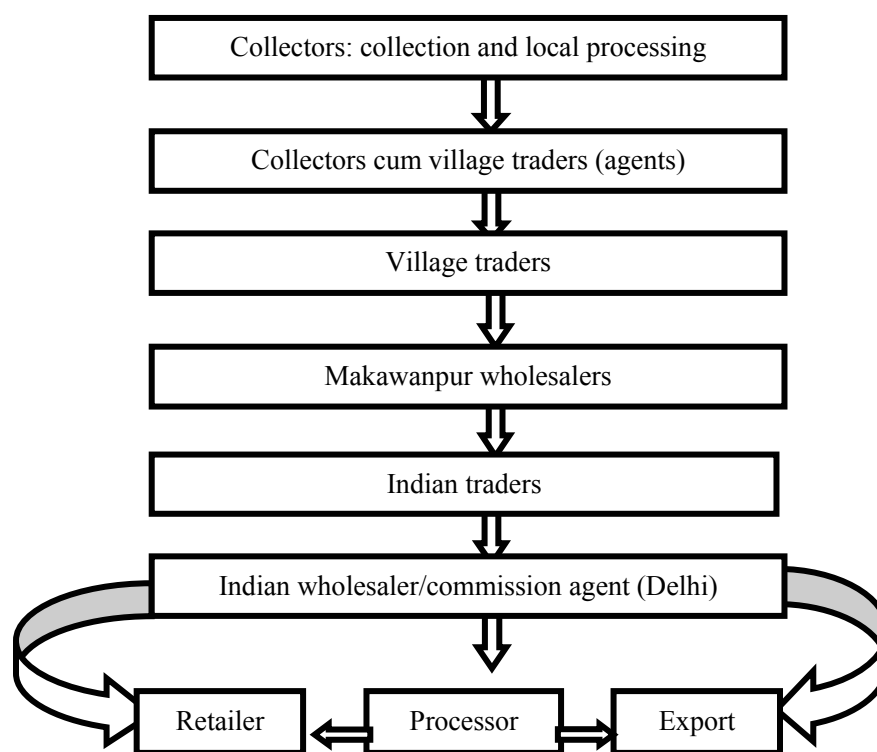 Collectors: collection and local processing
Collectors cum village traders (agents)
Village traders
Makawanpur wholesalers
Indian traders
Indian wholesaler/commission agent (Delhi)
Retailer
Processor
Export